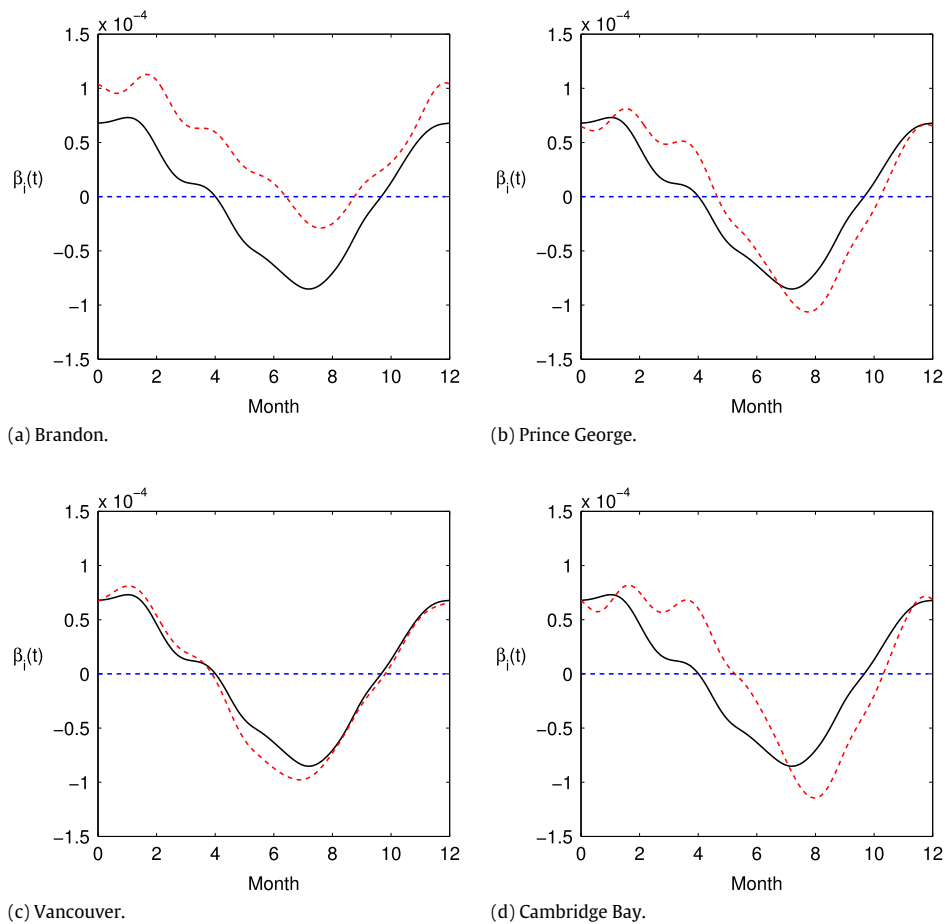 x 10−4
1.5
1
0.5
0
−0.5
−1
−1.5
βi(t)
0 2 4 6 8 10 12
Month
(a) Brandon.
x 10−4
1.5
1
0.5
0
−0.5
−1
−1.5
βi(t)
0 2 4 6 8 10 12
Month
(b) Prince George.
x 10−4
1.5
1
0.5
0
−0.5
−1
−1.5
βi(t)
0 2 4 6 8 10 12
Month
(c) Vancouver.
x 10−4
1.5
1
0.5
0
−0.5
−1
−1.5
βi(t)
0 2 4 6 8 10 12
Month
(d) Cambridge Bay.